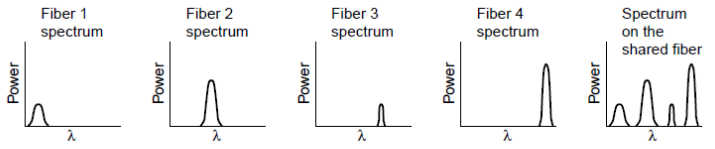 Fiber 1
spectrum
Power
λ
Fiber 2
spectrum
Power
λ
Fiber 3
spectrum
Power
λ
Fiber 4
spectrum
Power
λ
Spectrum
on the
shared fiber
Power
λ